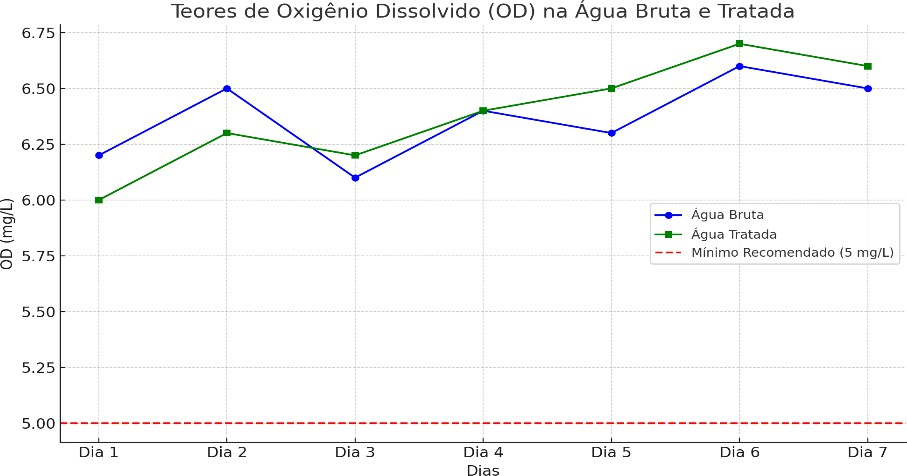 Teores de Oxigênio Dissolvido (OD) na Água Bruta e Tratada
OD (mg/L)
6.75
6.50
6.25
6.00
5.75
5.50
5.25
5.00
Água Bruta
Água Tratada
Mínimo Recomendado (5 mg/L)
Dia 1 Dia 2 Dia 3 Dia 4 Dia 5 Dia 6 Dia 7
Dias